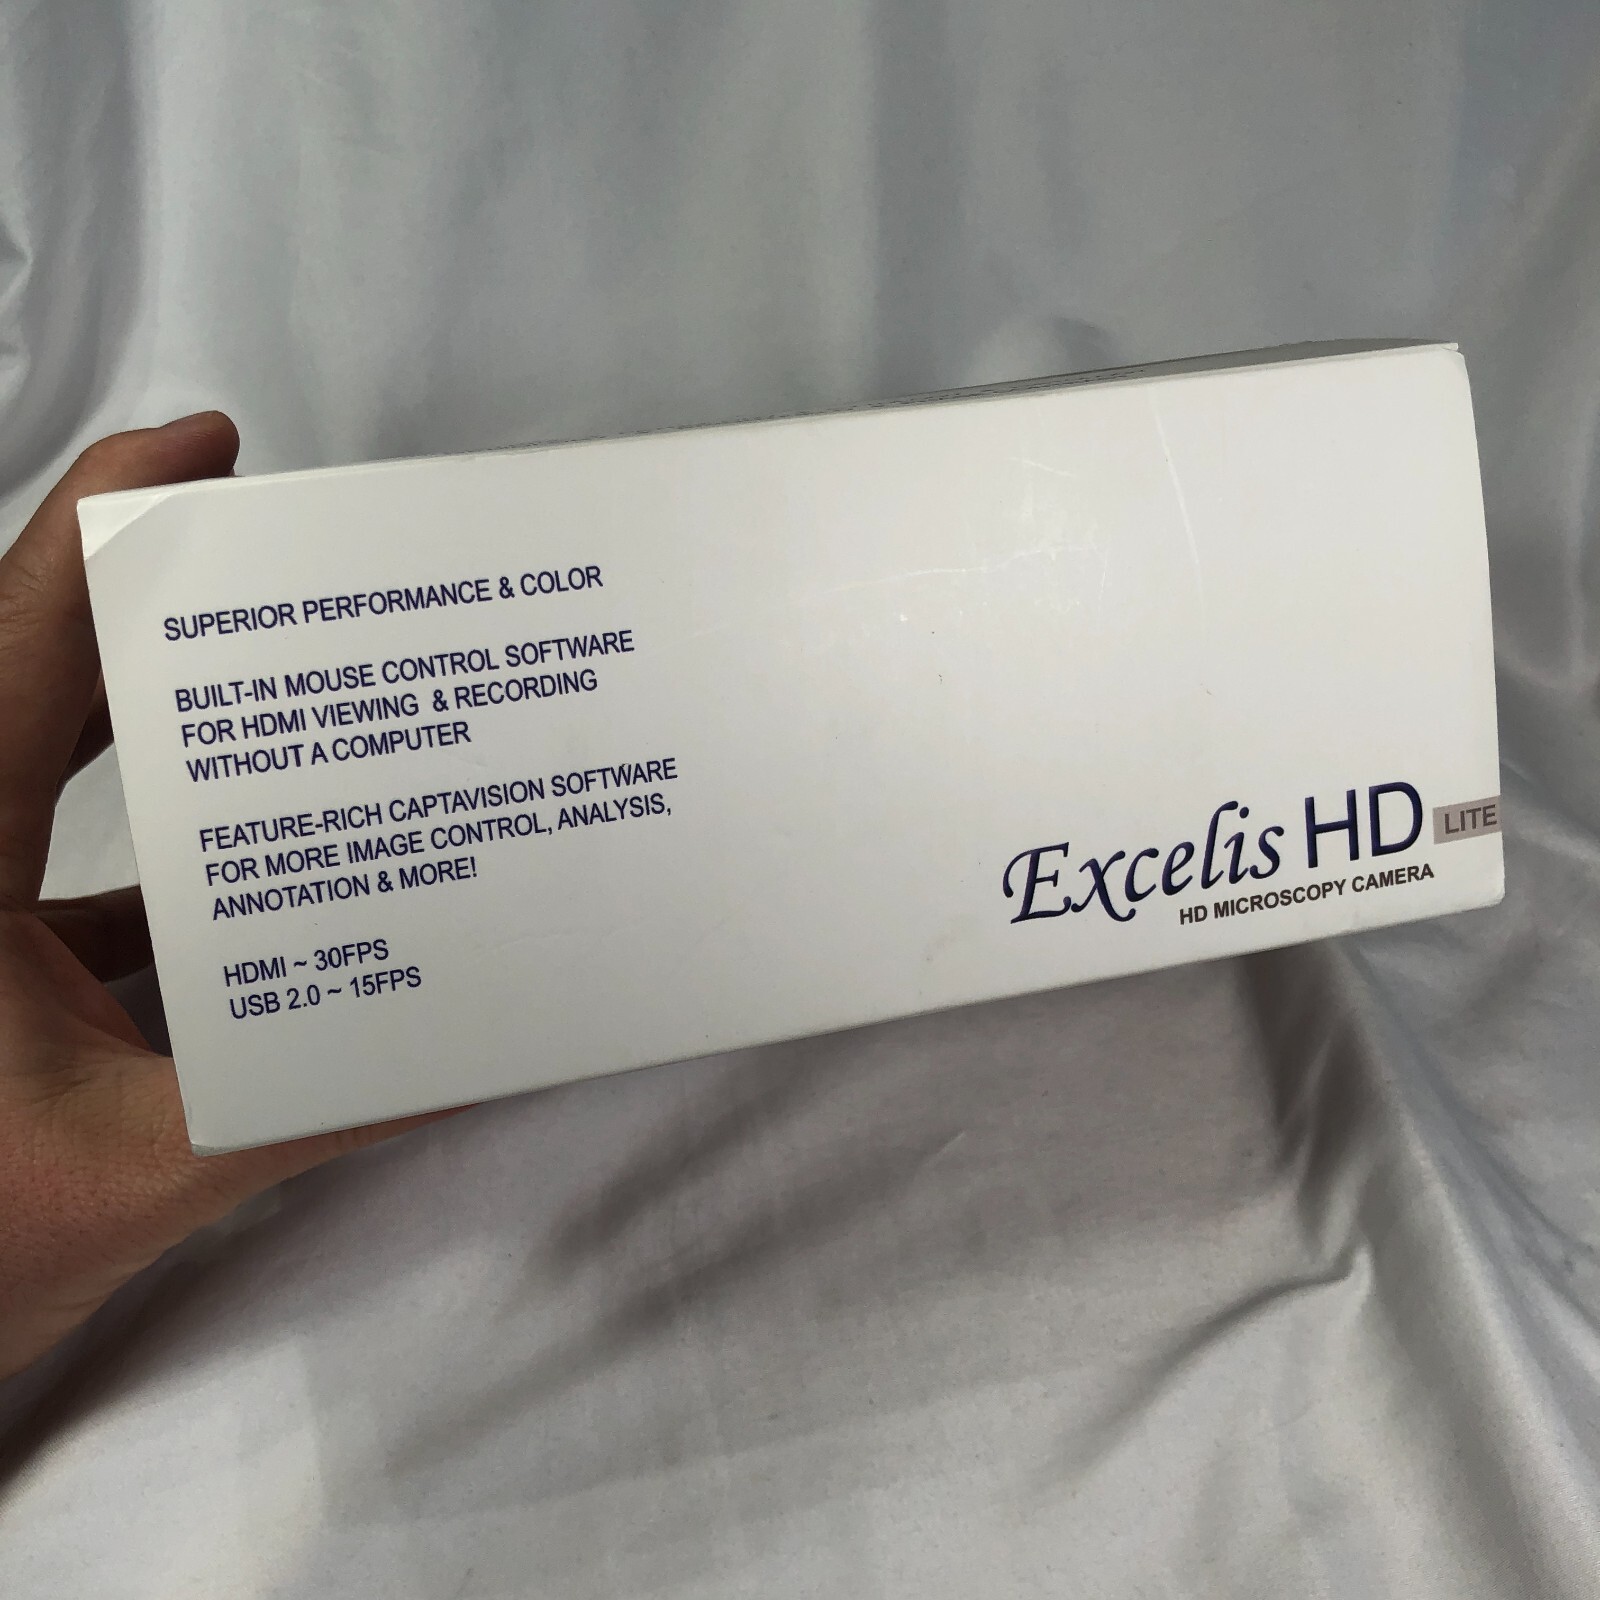 SUPERIOR PERFORMANCE & COLOR
BUILT-IN MOUSE CONTROL SOFTWARE
FOR HDMI VIEWING & RECORDING
WITHOUT A COMPUTER
FEATURE-RICH CAPTAVISION SOFTWARE
FOR MORE IMAGE CONTROL, ANALYSIS,
ANNOTATION & MORE!
HDMI ~ 30FPS
USB 2.0 ~ 15FPS
Excelis HD LITE
HD MICROSCOPY CAMERA